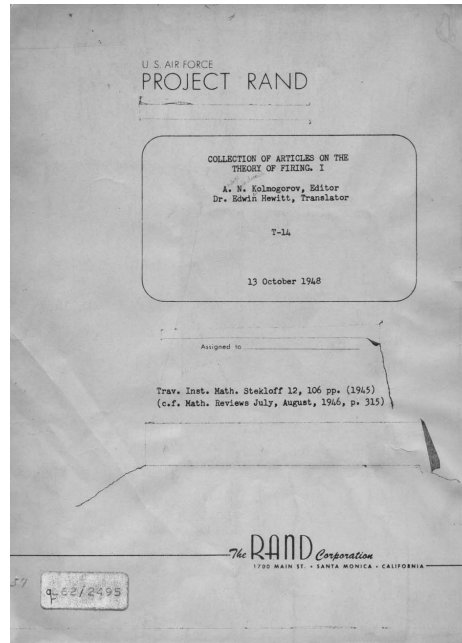 U. S. AIR FORCE
PROJECT RAND
COLLECTION OF ARTICLES ON THE
THEORY OF FIRING. I
A. N. Kolmogorov, Editor
Dr. Edwin Hewitt, Translator
T-14
13 October 1948
Assigned to
Trav. Inst. Math. Stekloff 12, 106 pp. (1945)
(c.f. Math. Reviews July, August, 1946, p. 315)
The RAND Corporation
1700 MAIN ST. • SANTA MONICA • CALIFORNIA
62/2495